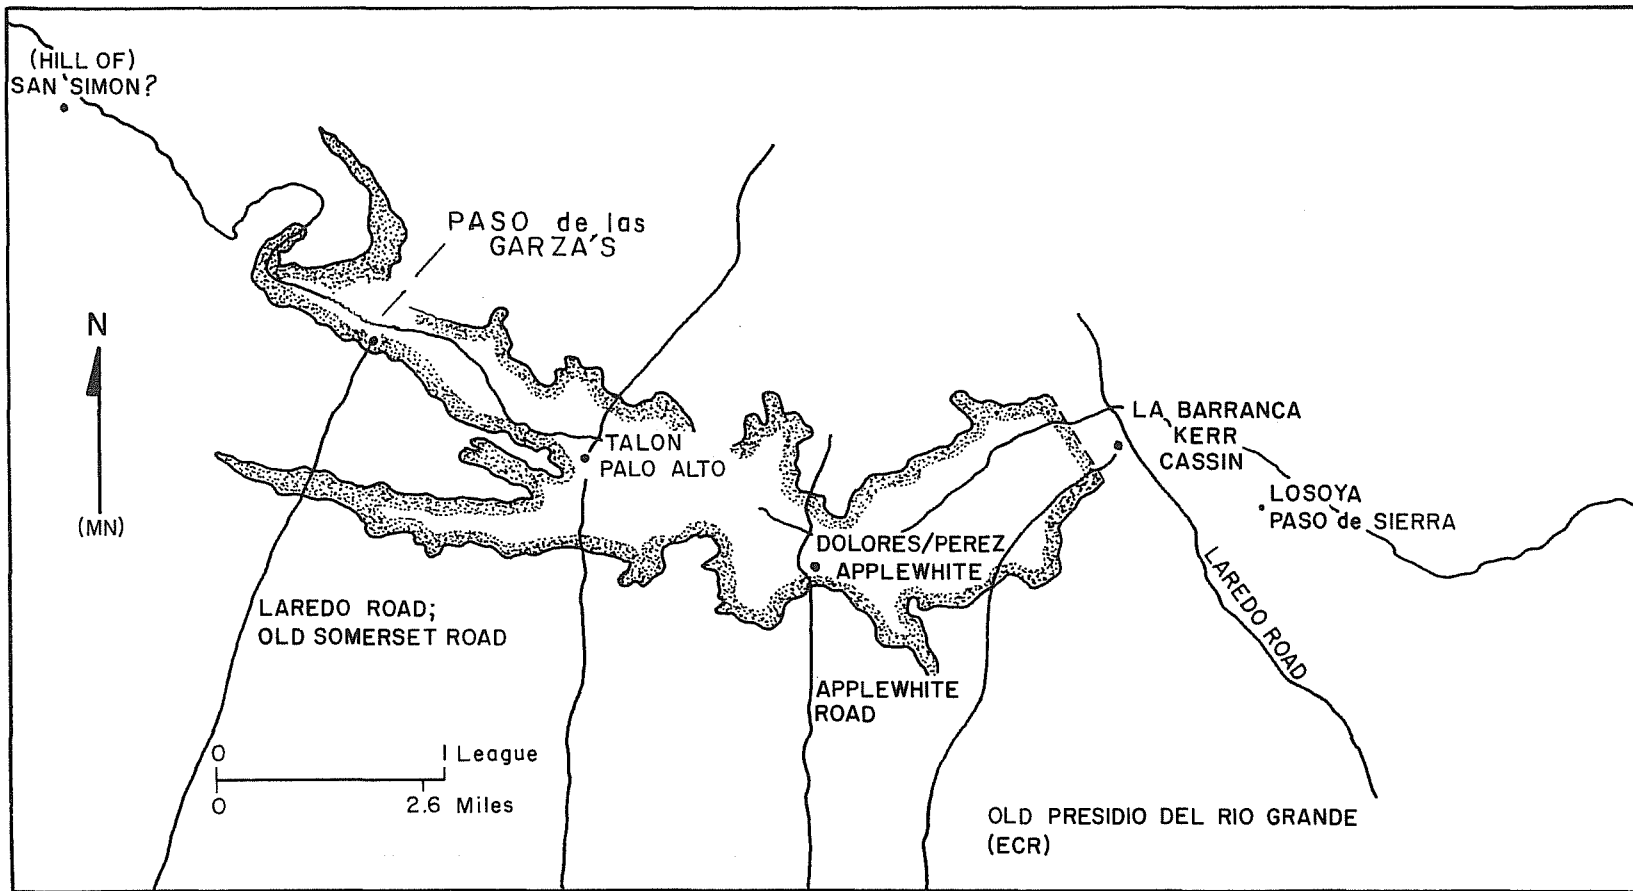 (HILL OF)
SAN SIMON?
PASO de las
GARZA'S
N
(MN)
TALON
PALO ALTO
LA BARRANCA
KERR
CASSIN
LOSOYA
PASO de SIERRA
DOLORES/PEREZ
APPLEWHITE
LAREDO ROAD
LAREDO ROAD;
OLD SOMERSET ROAD
APPLEWHITE
ROAD
0 1 League
0 2.6 Miles
OLD PRESIDIO DEL RIO GRANDE
(ECR)